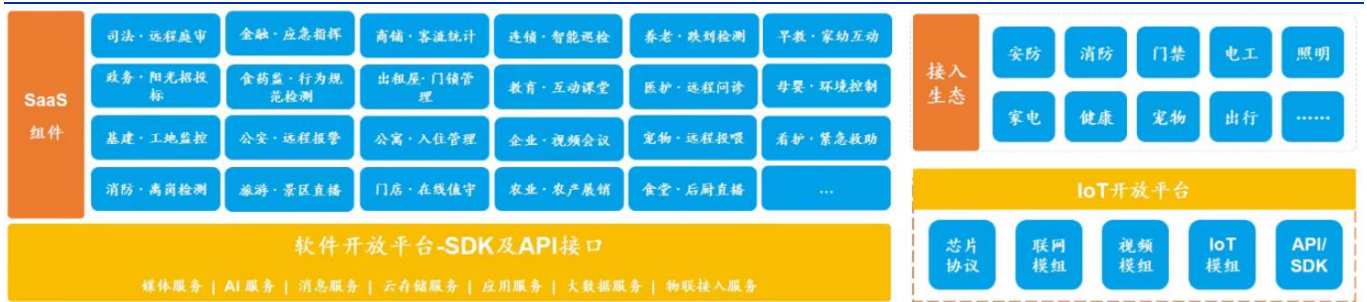 SaaS
组件
司法·远程庭审
金融·应急指挥
商铺·客流统计
连锁·智能巡检
养老·跌到检测
早教·家幼互动
政务·阳光招投
标
食药监·行为规
范检测
出租屋·门锁管
理
教育·互动课堂
医护·远程问诊
母婴·环境控制
基建·工地监控
公安·远程报警
公寓·入住管理
企业·视频会议
宠物·远程投喂
看护·紧急救助
消防·离岗检测
旅游·景区直播
门店·在线值守
农业·农产展销
食堂·后厨直播
...
软件开放平台-SDK及API接口
媒体服务 | AI 服务 | 消息服务 | 云存储服务 | 应用服务 | 大数据服务 | 物联接入服务
接入
生态
安防
消防
门禁
电工
照明
家电
健康
宠物
出行
······
IoT开放平台
芯片
协议
联网
模组
视频
模组
IoT
模组
API/
SDK